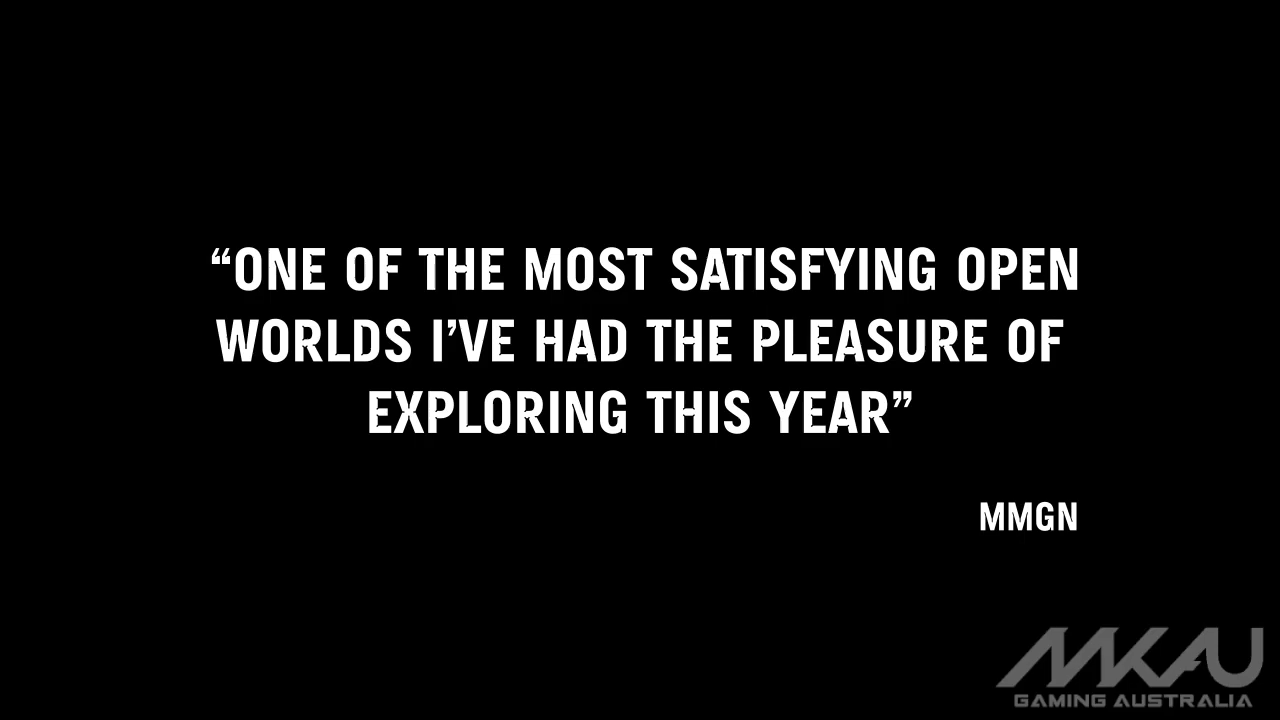 “ONE OF THE MOST SATISFYING OPEN
WORLDS I’VE HAD THE PLEASURE OF
EXPLORING THIS YEAR”
MMGN
MKAU
GAMING AUSTRALIA